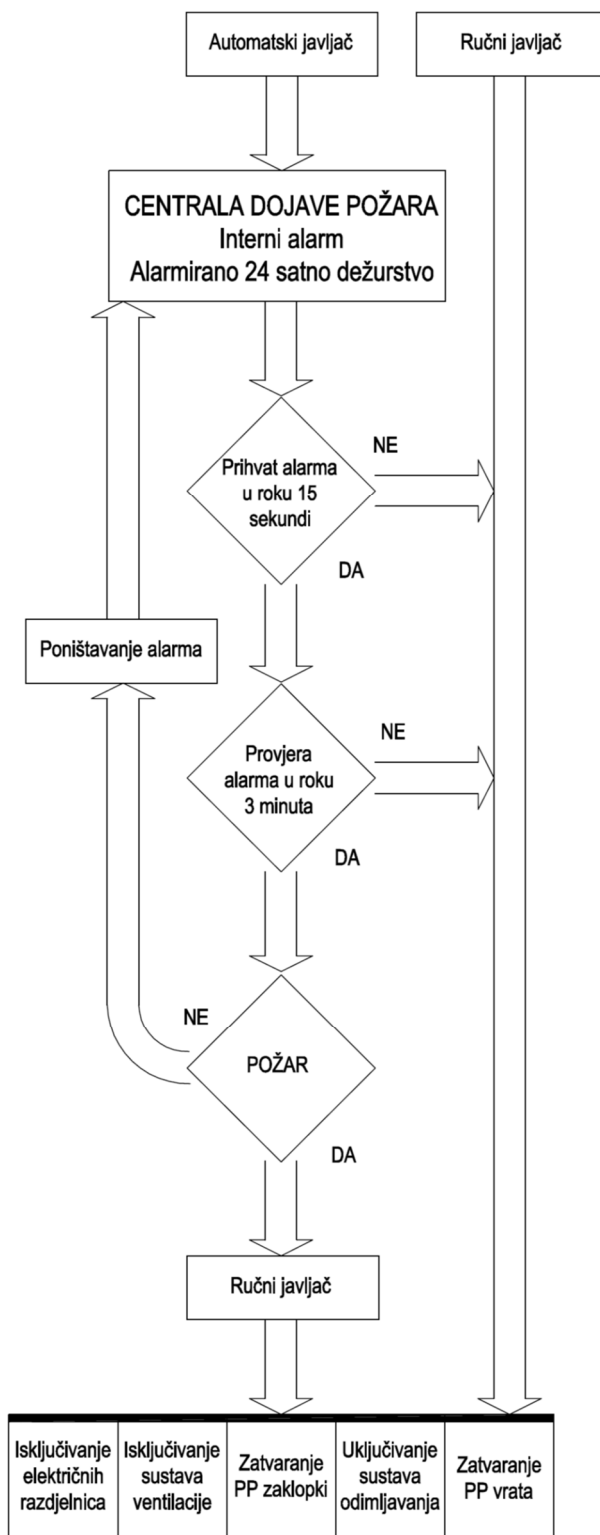 Automatski javljač
Ručni javljač
CENTRALA DOJAVE POŽARA
Interni alarm
Alarmirano 24 satno dežurstvo
NE
Prihvat alarma
u roku 15
sekundi
DA
Poništavanje alarma
NE
Provjera
alarma u roku
3 minuta
DA
NE
POŽAR
DA
Ručni javljač
Isključivanje
električnih
razdjelnica
Isključivanje
sustava
ventilacije
Zatvaranje
PP zaklopki
Uključivanje
sustava
odimljavanja
Zatvaranje
PP vrata